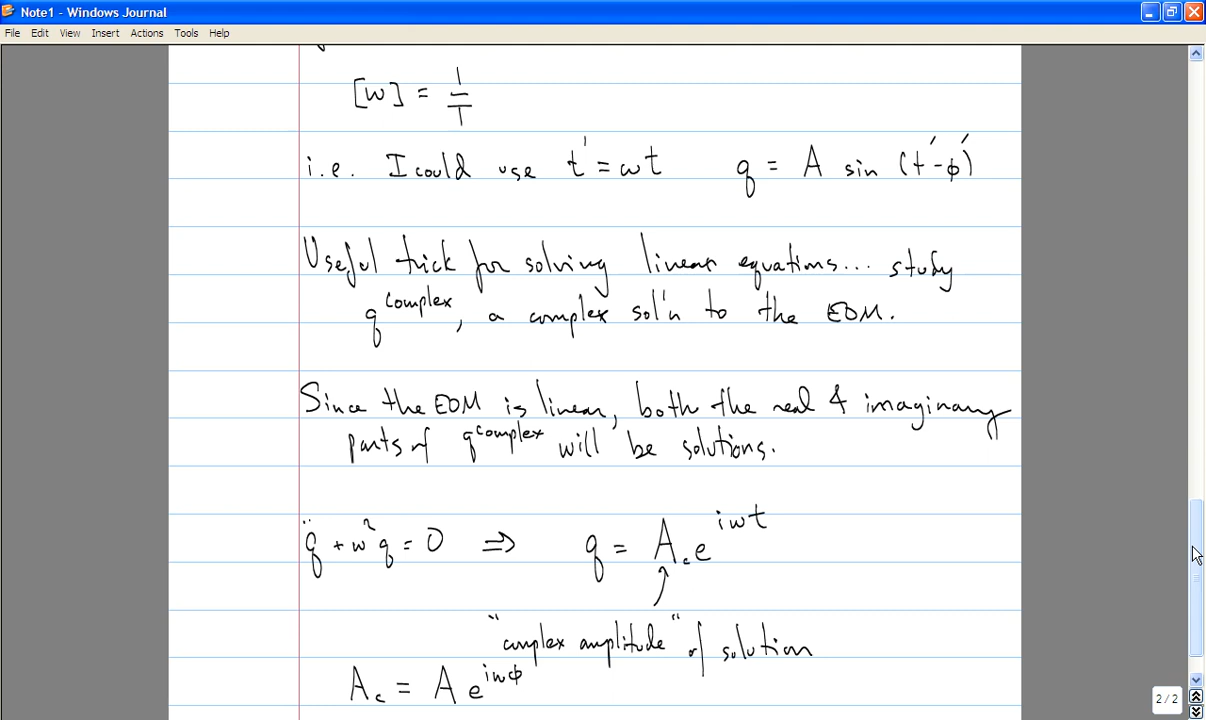 Note1 - Windows Journal
File Edit View Insert Actions Tools Help
[w] = 1/T
i.e. I could use t' = ωt q = A sin (t'-ϕ')
Useful trick for solving linear equations... study
q^complex, a complex sol'n to the EOM.
Since the EOM is linear, both the real & imaginary
parts of q^complex will be solutions.
q̈ + w²q = 0 ⇒ q = A_c e^iwt
"complex amplitude" of solution
A_c = A e^iwϕ
2 / 2